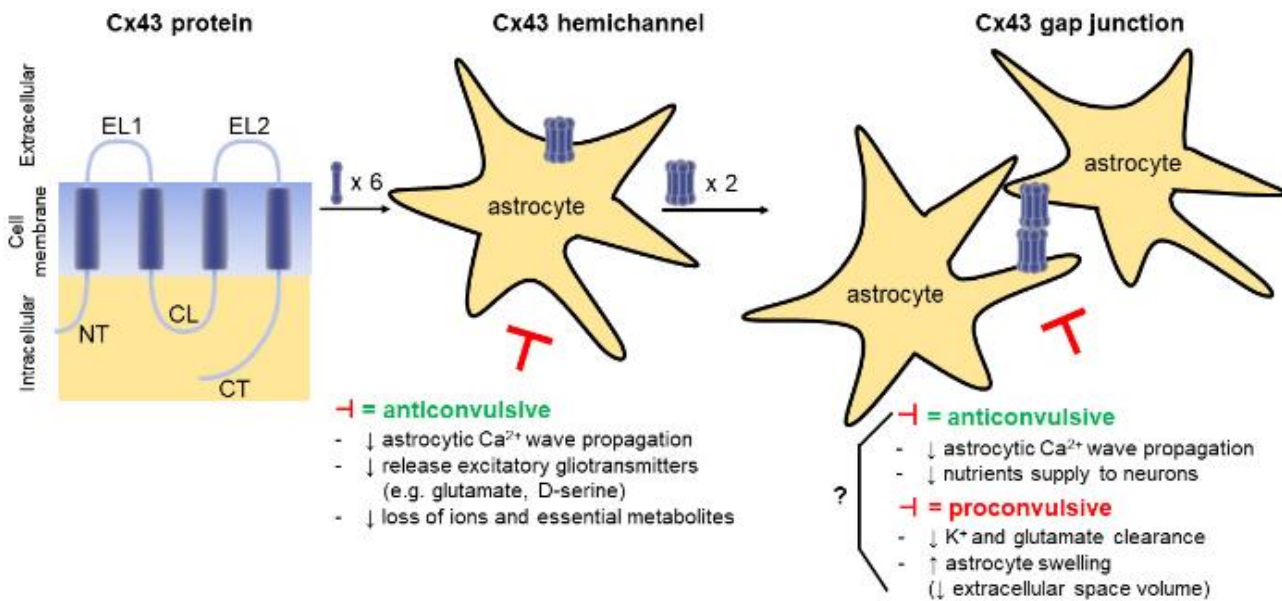 Cx43 protein
Cx43 hemichannel
Cx43 gap junction
Extracellular
Cell
membrane
Intracellular
EL1
EL2
NT
CL
CT
x 6
astrocyte
x 2
astrocyte
astrocyte
⊣ = anticonvulsive
- ↓ astrocytic Ca²⁺ wave propagation
- ↓ release excitatory gliotransmitters
(e.g. glutamate, D-serine)
- ↓ loss of ions and essential metabolites
?
⊣ = anticonvulsive
- ↓ astrocytic Ca²⁺ wave propagation
- ↓ nutrients supply to neurons
⊣ = proconvulsive
- ↓ K⁺ and glutamate clearance
- ↑ astrocyte swelling
(↓ extracellular space volume)